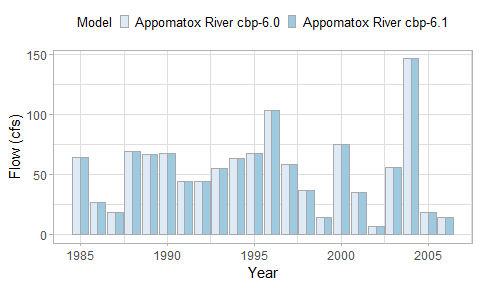 Model Appomatox River cbp-6.0 Appomatox River cbp-6.1
150
100
50
0
Flow (cfs)
1985 1990 1995 2000 2005
Year